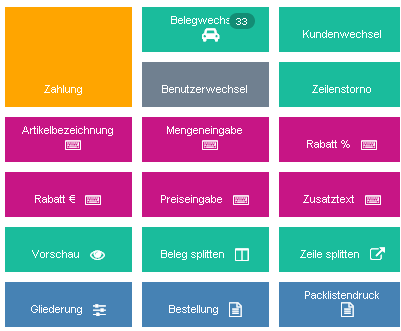 Belegwechs 33
Kundenwechsel
Zahlung
Benutzerwechsel
Zeilenstorno
Artikelbezeichnung
Mengeneingabe
Rabatt %
Rabatt €
Preiseingabe
Zusatztext
Vorschau
Beleg splitten
Zeile splitten
Gliederung
Bestellung
Packlistendruck